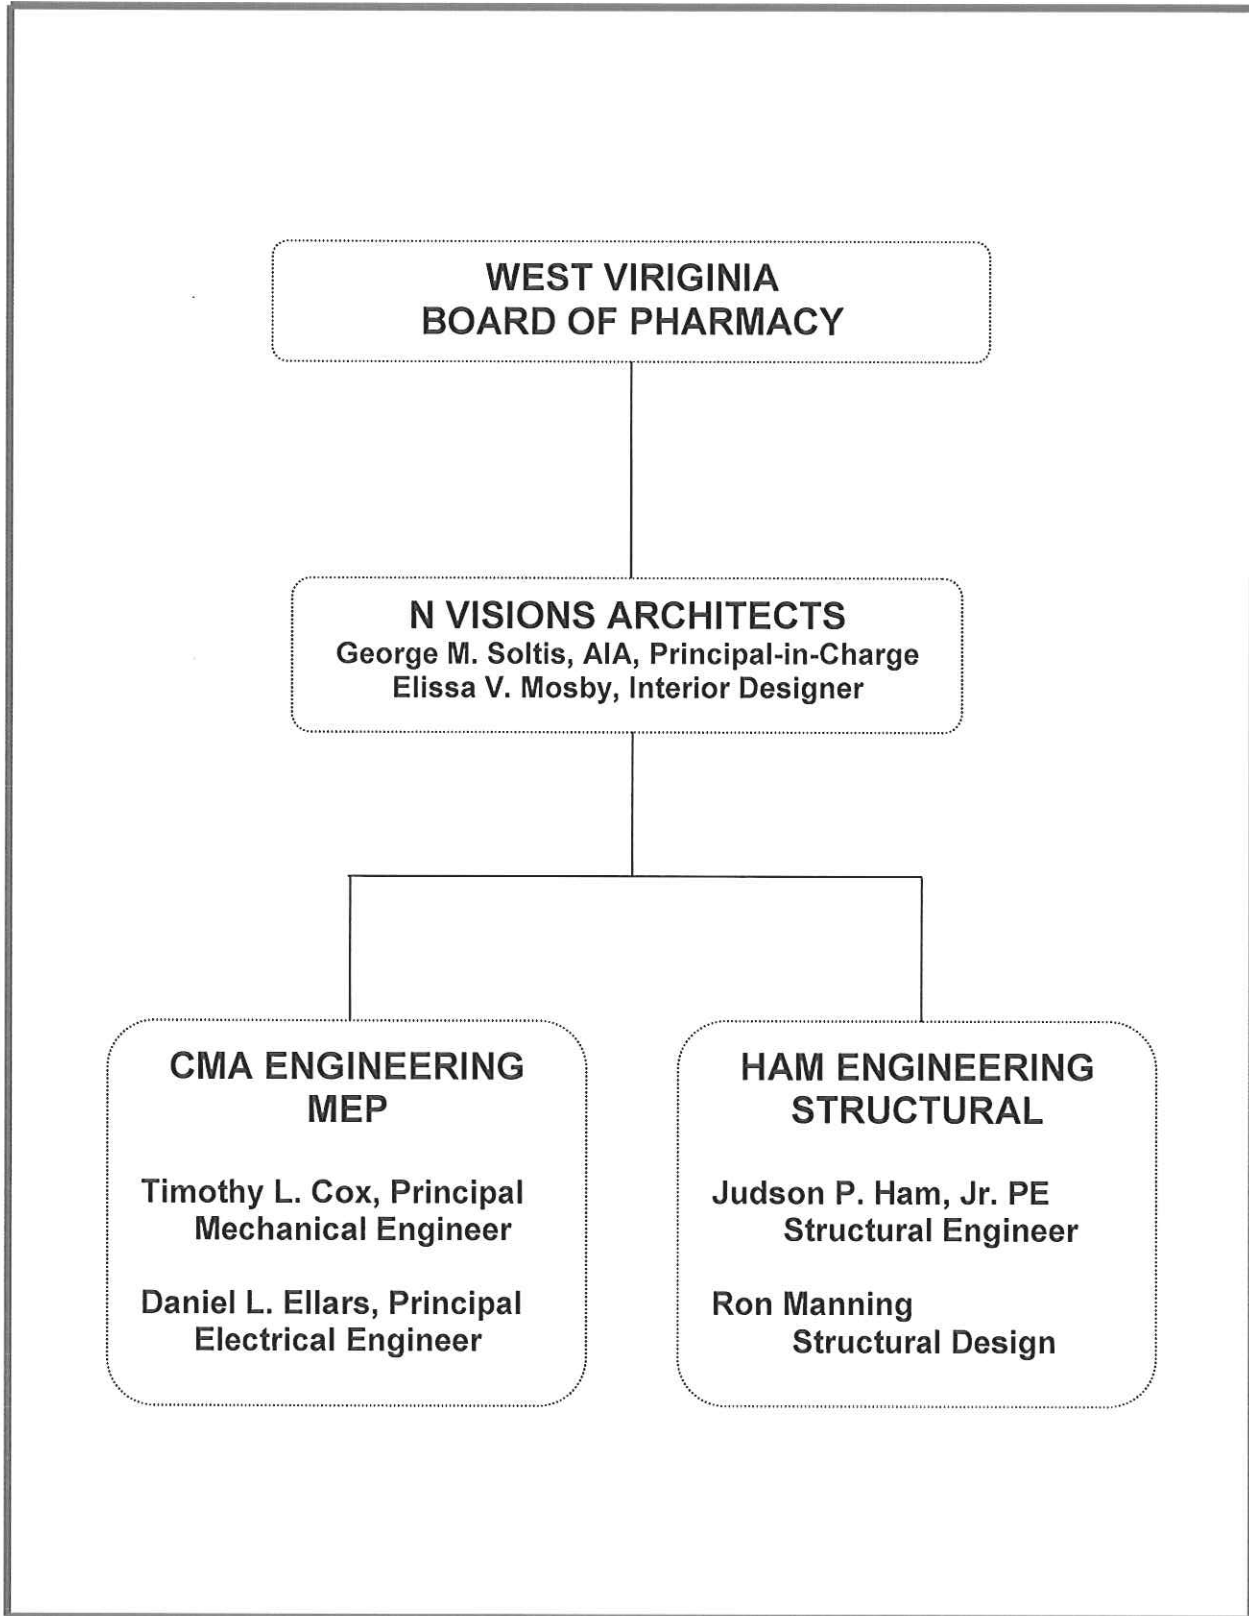 WEST VIRIGINIA
BOARD OF PHARMACY
N VISIONS ARCHITECTS
George M. Soltis, AIA, Principal-in-Charge
Elissa V. Mosby, Interior Designer
CMA ENGINEERING
MEP
Timothy L. Cox, Principal
Mechanical Engineer
Daniel L. Ellars, Principal
Electrical Engineer
HAM ENGINEERING
STRUCTURAL
Judson P. Ham, Jr. PE
Structural Engineer
Ron Manning
Structural Design